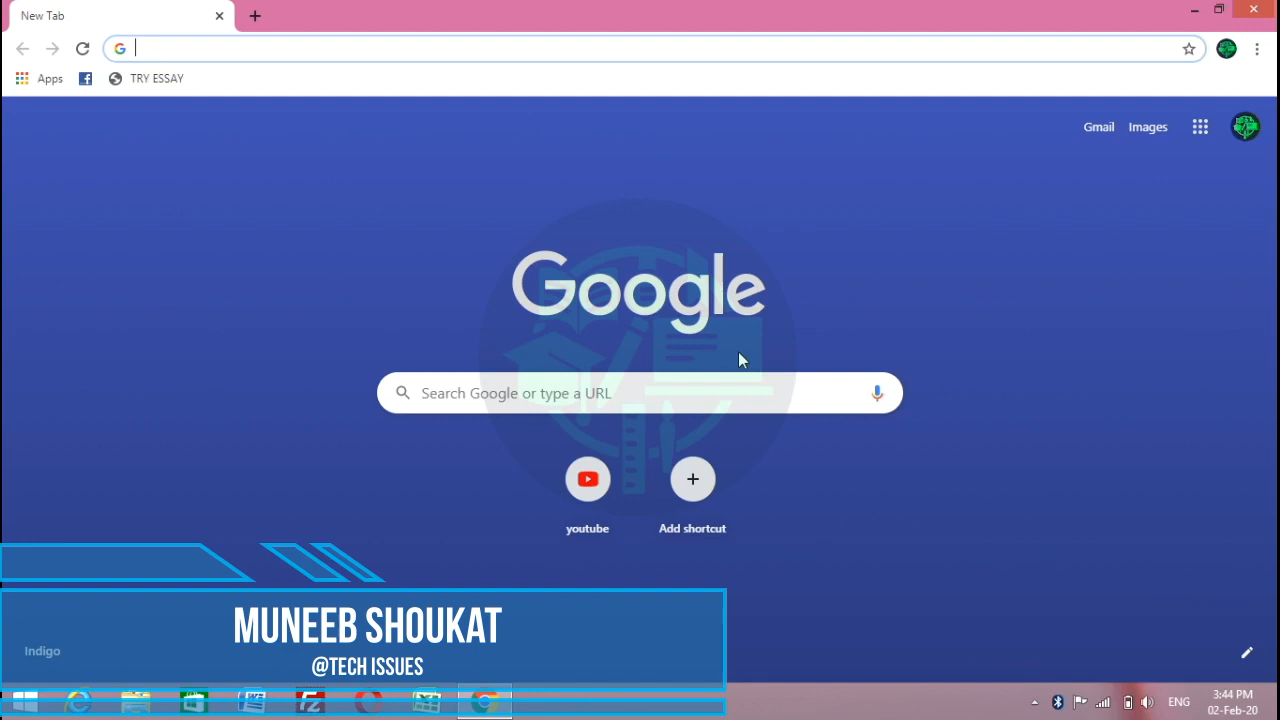 New Tab
Apps
TRY ESSAY
Gmail
Images
Google
Search Google or type a URL
youtube
Add shortcut
MUNEEB SHOUKAT
@TECH ISSUES
Indigo
ENG
3:44 PM
02-Feb-20